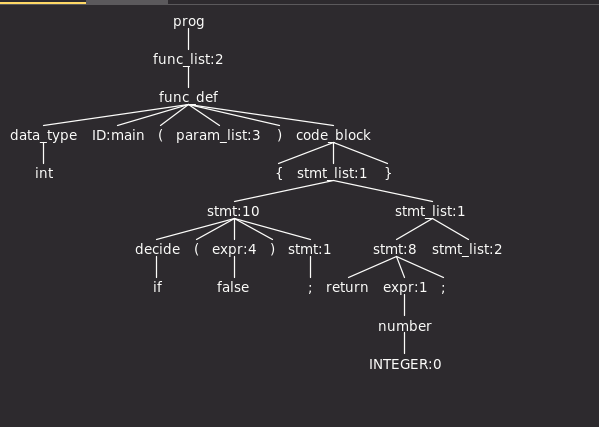 prog
func_list:2
func_def
data_type ID:main ( param_list:3 ) code_block
int { stmt_list:1 }
stmt:10 stmt_list:1
decide ( expr:4 ) stmt:1 stmt:8 stmt_list:2
if false ; return expr:1 ;
number
INTEGER:0